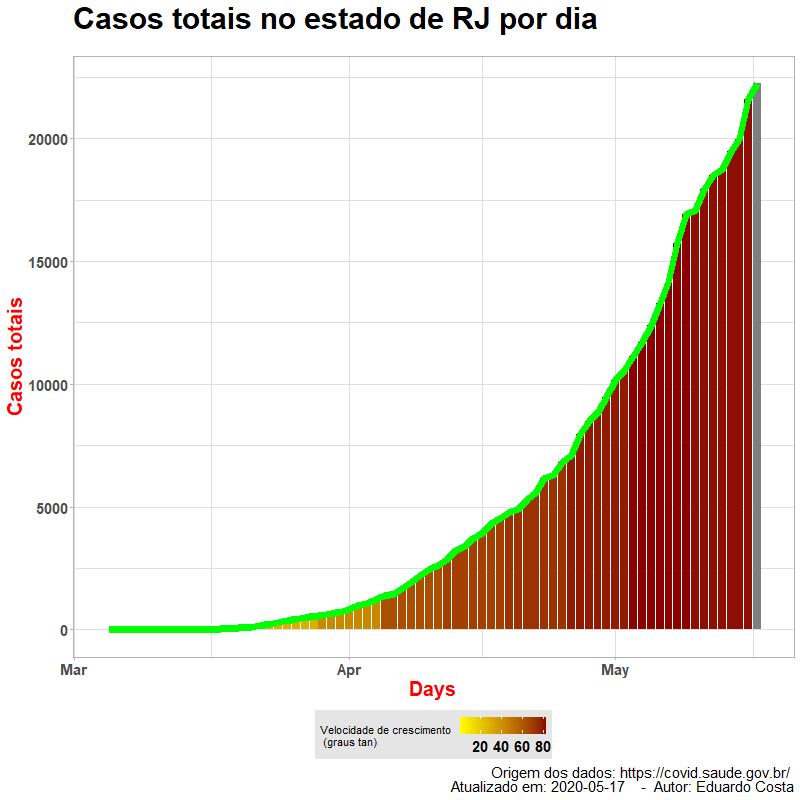 Casos totais no estado de RJ por dia
Casos totais
20000
15000
10000
5000
0
Mar
Apr
May
Days
Velocidade de crescimento
(graus tan)
20 40 60 80
Origem dos dados: https://covid.saude.gov.br/
Atualizado em: 2020-05-17 - Autor: Eduardo Costa